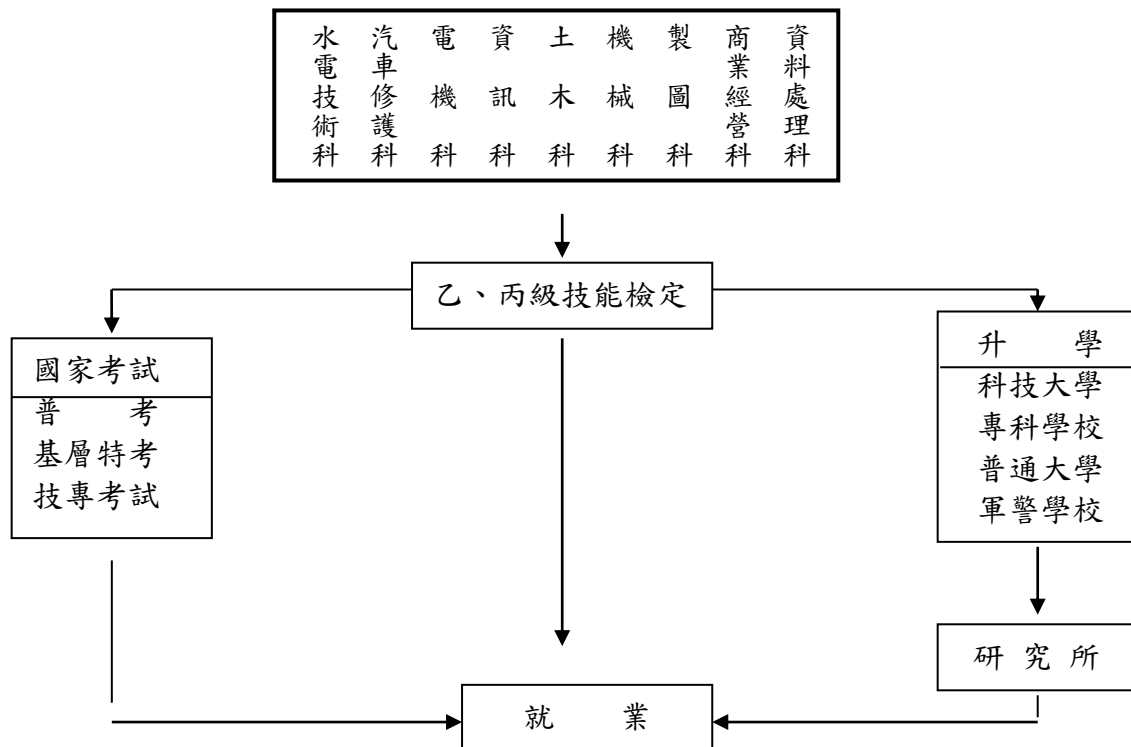 水電技術科
汽車修護科
電機科
資訊科
土木科
機械科
製圖科
商業經營科
資料處理科
乙、丙級技能檢定
國家考試
普 考
基層特考
技專考試
升 學
科技大學
專科學校
普通大學
軍警學校
研 究 所
就 業